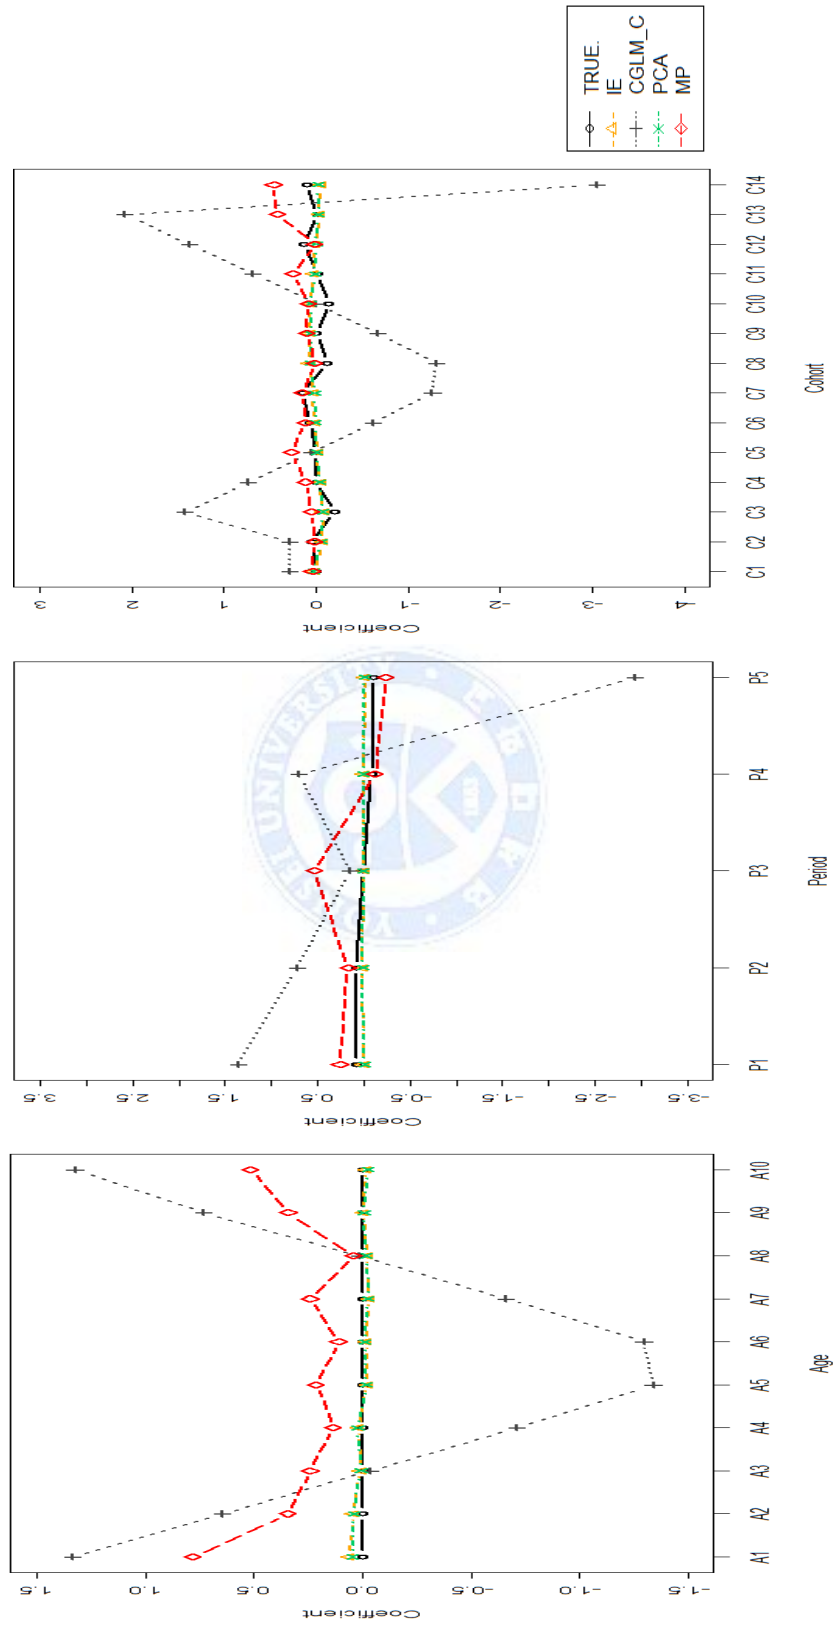 Coefficient
1.5
1.0
0.5
0.0
-0.5
-1.0
-1.5
A1 A2 A3 A4 A5 A6 A7 A8 A9 A10
Age
Coefficient
3.5
2.5
1.5
0.5
-0.5
-1.5
-2.5
-3.5
P1 P2 P3 P4 P5
Period
YONSEI UNIVERSITY
1885
Coefficient
3
2
1
0
-1
-2
-3
-4
C1 C2 C3 C4 C5 C6 C7 C8 C9 C10 C11 C12 C13 C14
Cohort
TRUE.
IE
CGLM_C
PCA
MP